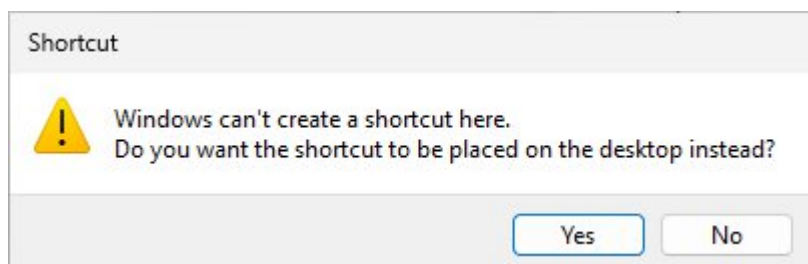 Shortcut
Windows can't create a shortcut here.
Do you want the shortcut to be placed on the desktop instead?
Yes
No